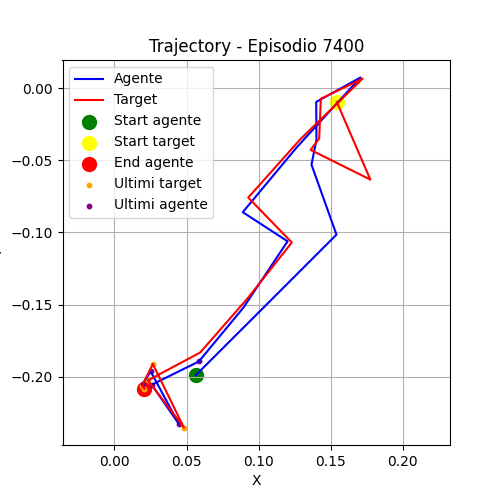 Trajectory - Episodio 7400
Agente
Target
Start agente
Start target
End agente
Ultimi target
Ultimi agente
0.00
−0.05
−0.10
−0.15
−0.20
0.00
0.05
0.10
0.15
0.20
X